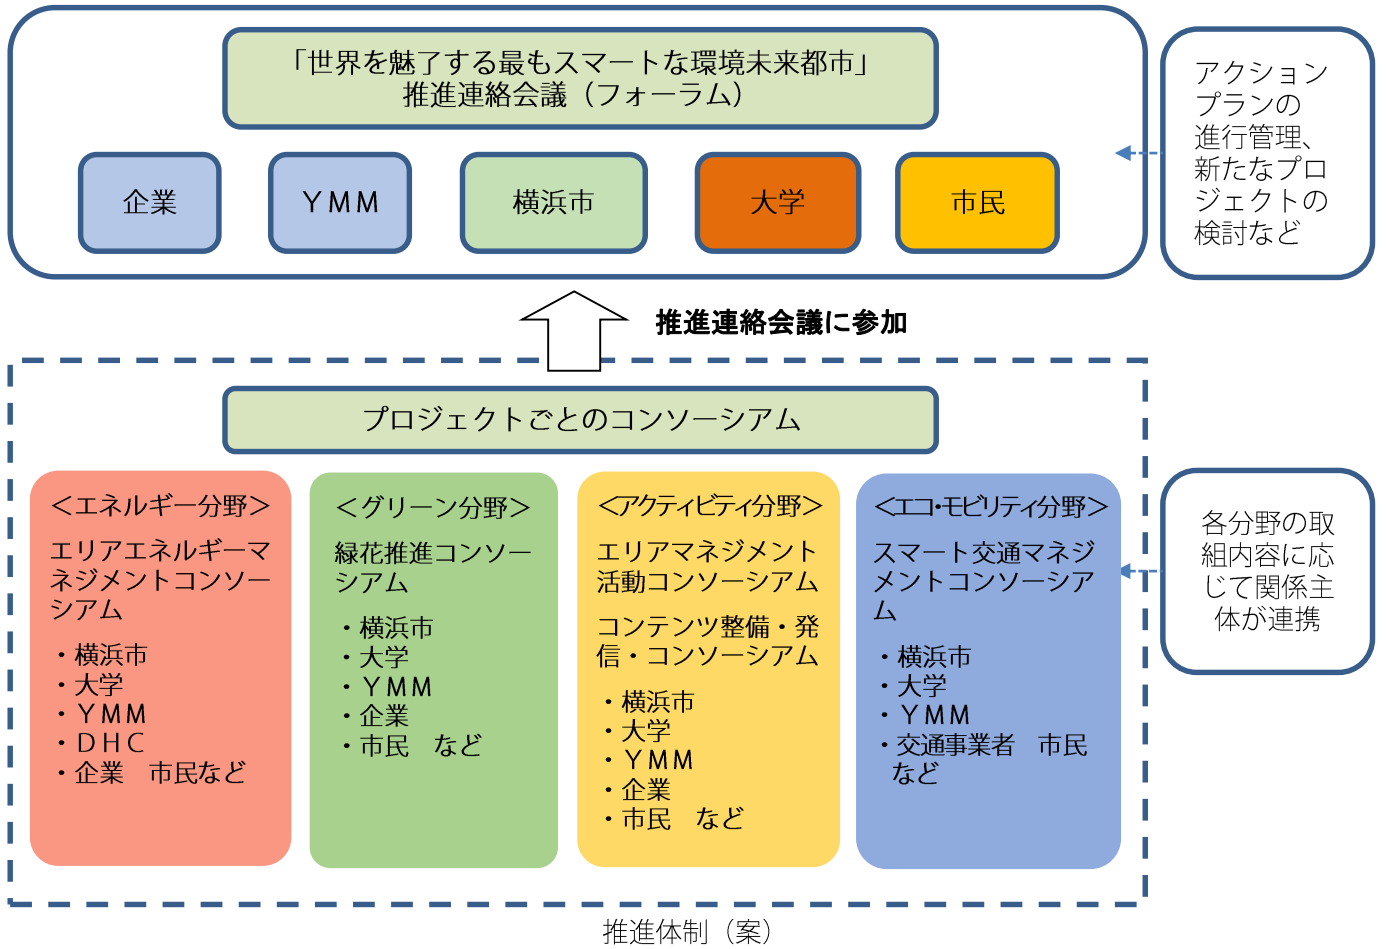 「世界を魅了する最もスマートな環境未来都市」
推進連絡会議（フォーラム）
企業
ＹＭＭ
横浜市
大学
市民
アクション
プランの
進行管理、
新たなプロ
ジェクトの
検討など
推進連絡会議に参加
プロジェクトごとのコンソーシアム
＜エネルギー分野＞
エリアエネルギーマ
ネジメントコンソー
シアム
・横浜市
・大学
・ＹＭＭ
・ＤＨＣ
・企業　市民など
＜グリーン分野＞
緑花推進コンソー
シアム
・横浜市
・大学
・ＹＭＭ
・企業
・市民　など
＜アクティビティ分野＞
エリアマネジメント
活動コンソーシアム
コンテンツ整備・発
信・コンソーシアム
・横浜市
・大学
・ＹＭＭ
・企業
・市民　など
＜エコ・モビリティ分野＞
スマート交通マネジ
メントコンソーシア
ム
・横浜市
・大学
・ＹＭＭ
・交通事業者　市民
など
各分野の取
組内容に応
じて関係主
体が連携
推進体制（案）